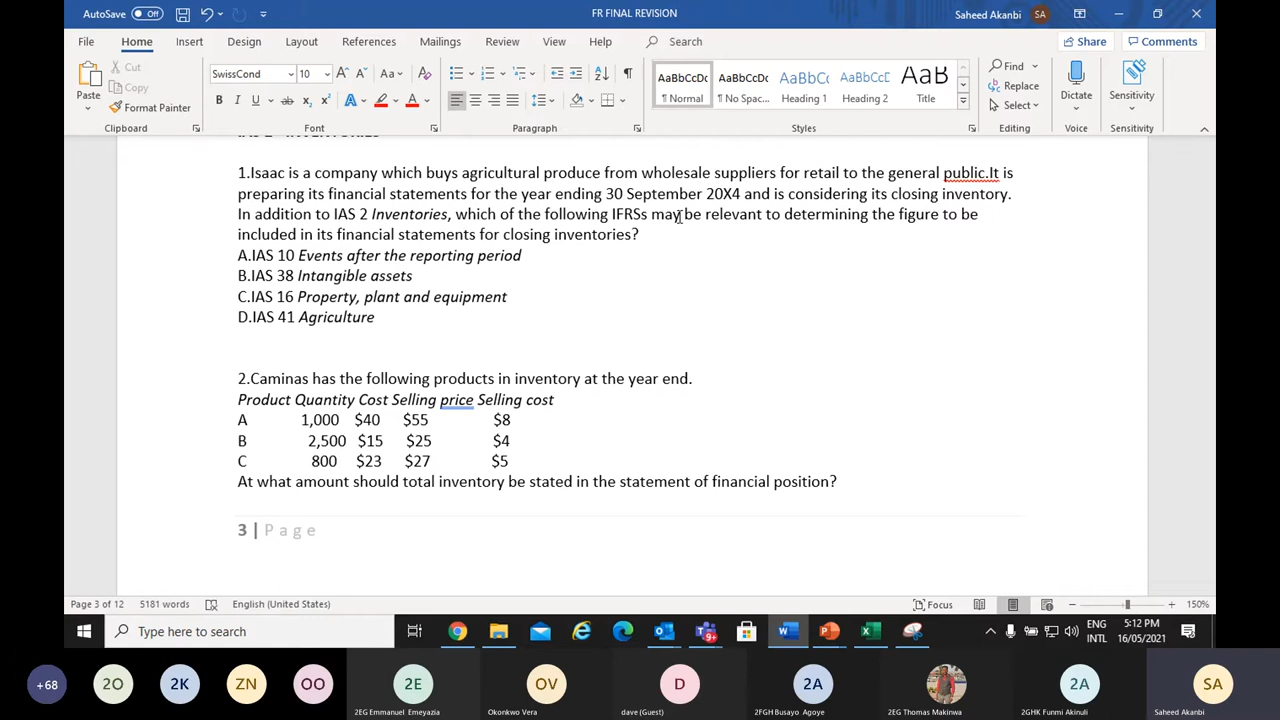 AutoSave Off FR FINAL REVISION Saheed Akanbi SA
File Home Insert Design Layout References Mailings Review View Help Search Share Comments
Paste Cut Copy Format Painter
SwissCond 10 Aa
B I U ab x₂ x² A A
AaBbCcDc AaBbCcDc AaBbCc AaBbCcE AaB
¶ Normal ¶ No Spac... Heading 1 Heading 2 Title
Find Replace Select Dictate Sensitivity
Clipboard Font Paragraph Styles Editing Voice Sensitivity
1.Isaac is a company which buys agricultural produce from wholesale suppliers for retail to the general public.It is
preparing its financial statements for the year ending 30 September 20X4 and is considering its closing inventory.
In addition to IAS 2 Inventories, which of the following IFRSs may be relevant to determining the figure to be
included in its financial statements for closing inventories?
A.IAS 10 Events after the reporting period
B.IAS 38 Intangible assets
C.IAS 16 Property, plant and equipment
D.IAS 41 Agriculture
2.Caminas has the following products in inventory at the year end.
Product Quantity Cost Selling price Selling cost
A 1,000 $40 $55 $8
B 2,500 $15 $25 $4
C 800 $23 $27 $5
At what amount should total inventory be stated in the statement of financial position?
3 | Page
Page 3 of 12 5181 words English (United States) Focus 150%
Type here to search ENG INTL 5:12 PM 16/05/2021
+68 2O 2K ZN OO 2E OV D 2A 2A SA
2EG Emmanuel Emeyazia Okonkwo Vera dave (Guest) 2FGH Busayo Agoye 2EG Thomas Makinwa 2GHK Funmi Akinuli Saheed Akanbi